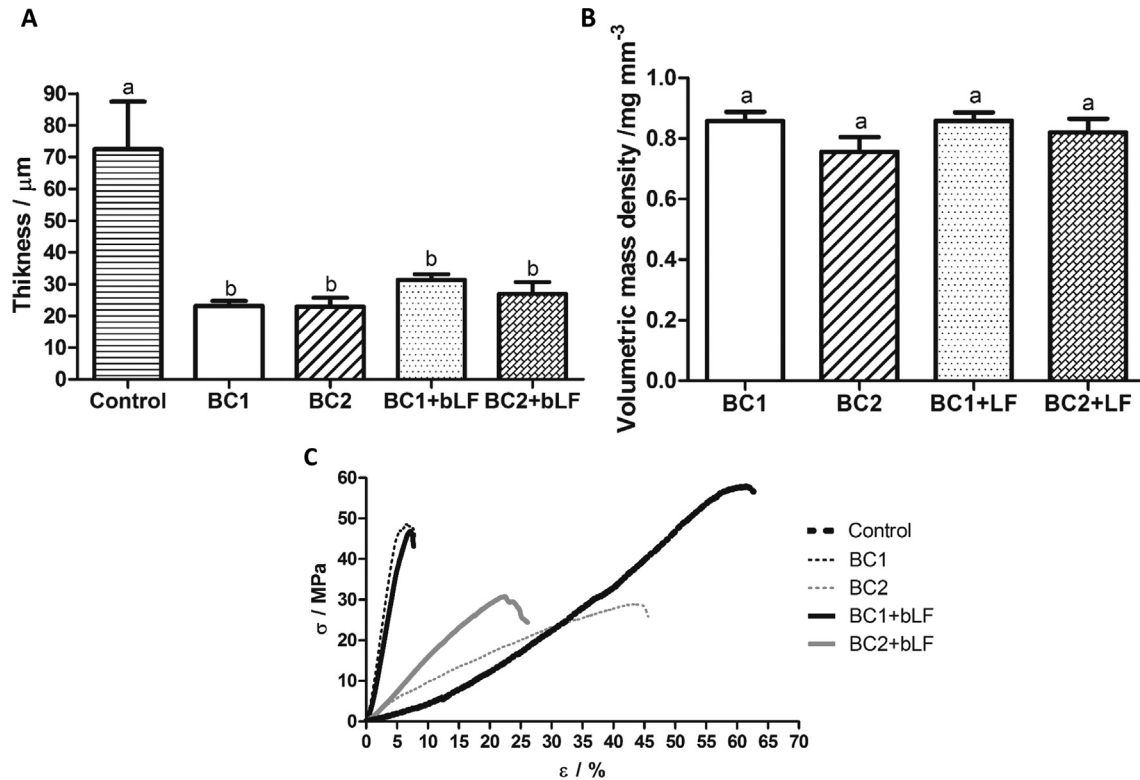 A
Thikness / μm
90
80
70
60
50
40
30
20
10
0
a
b
b
b
b
Control BC1 BC2 BC1+bLF BC2+bLF
B
Volumetric mass density /mg mm-3
1.0
0.8
0.6
0.4
0.2
0.0
a
a
a
a
BC1 BC2 BC1+LF BC2+LF
C
σ / MPa
60
50
40
30
20
10
0
0 5 10 15 20 25 30 35 40 45 50 55 60 65 70
ε / %
Control
BC1
BC2
BC1+bLF
BC2+bLF